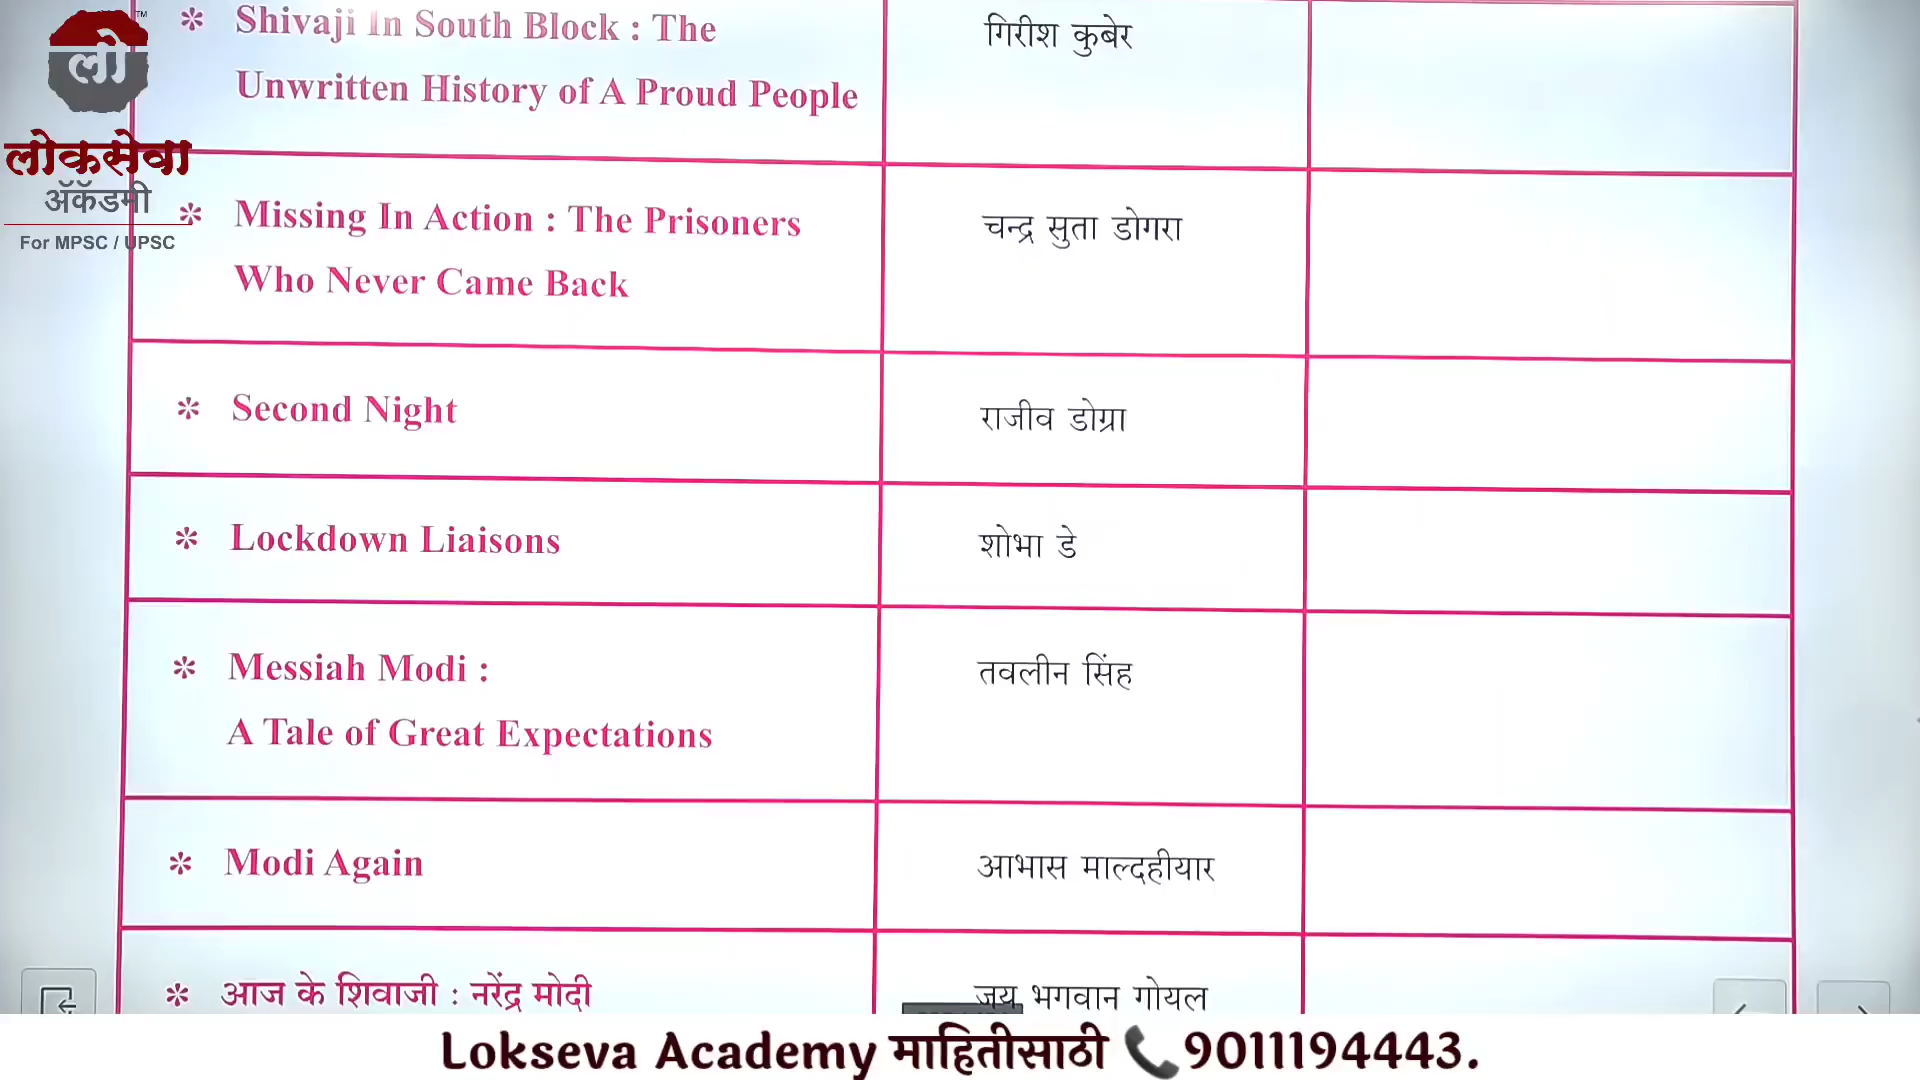 * Shivaji In South Block : The
Unwritten History of A Proud People
गिरीश कुबेर
लो
TM
लोकसेवा
ॲकॅडमी
For MPSC / UPSC
* Missing In Action : The Prisoners
Who Never Came Back
चन्द्र सुता डोगरा
* Second Night
राजीव डोग्रा
* Lockdown Liaisons
शोभा डे
* Messiah Modi :
A Tale of Great Expectations
तवलीन सिंह
* Modi Again
आभास माल्दहीयार
* आज के शिवाजी : नरेंद्र मोदी
जय भगवान गोयल
Lokseva Academy माहितीसाठी 📞9011194443.